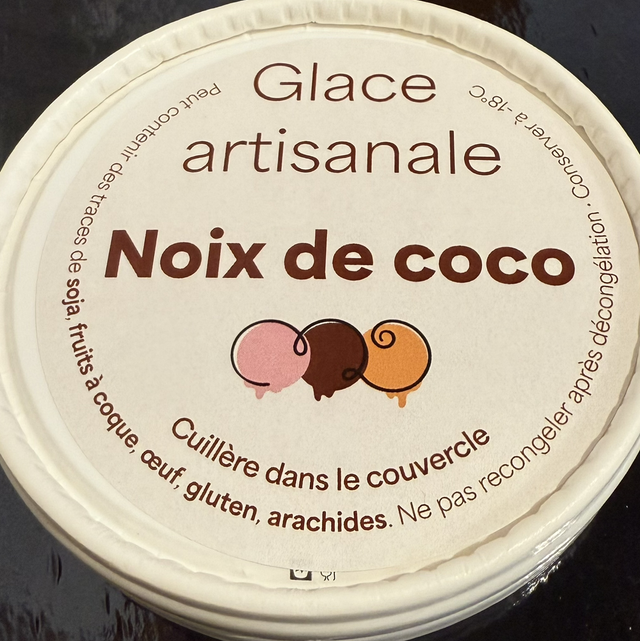 Glace
artisanale
Noix de coco
Cuillère dans le couvercle
Peut contenir des traces de soja, fruits à coque, œuf, gluten, arachides. Ne pas recongeler après décongélation · Conserver à -18°C